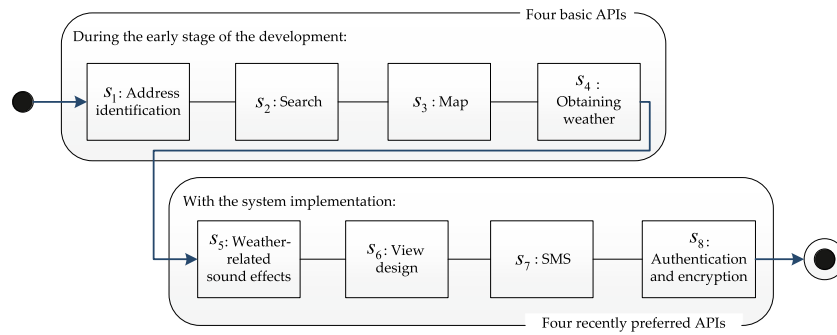 Four basic APIs
During the early stage of the development:
s1: Address
identification
s2: Search
s3: Map
s4 :
Obtaining
weather
With the system implementation:
s5: Weather-
related
sound effects
s6: View
design
s7: SMS
s8:
Authentication
and encryption
Four recently preferred APIs